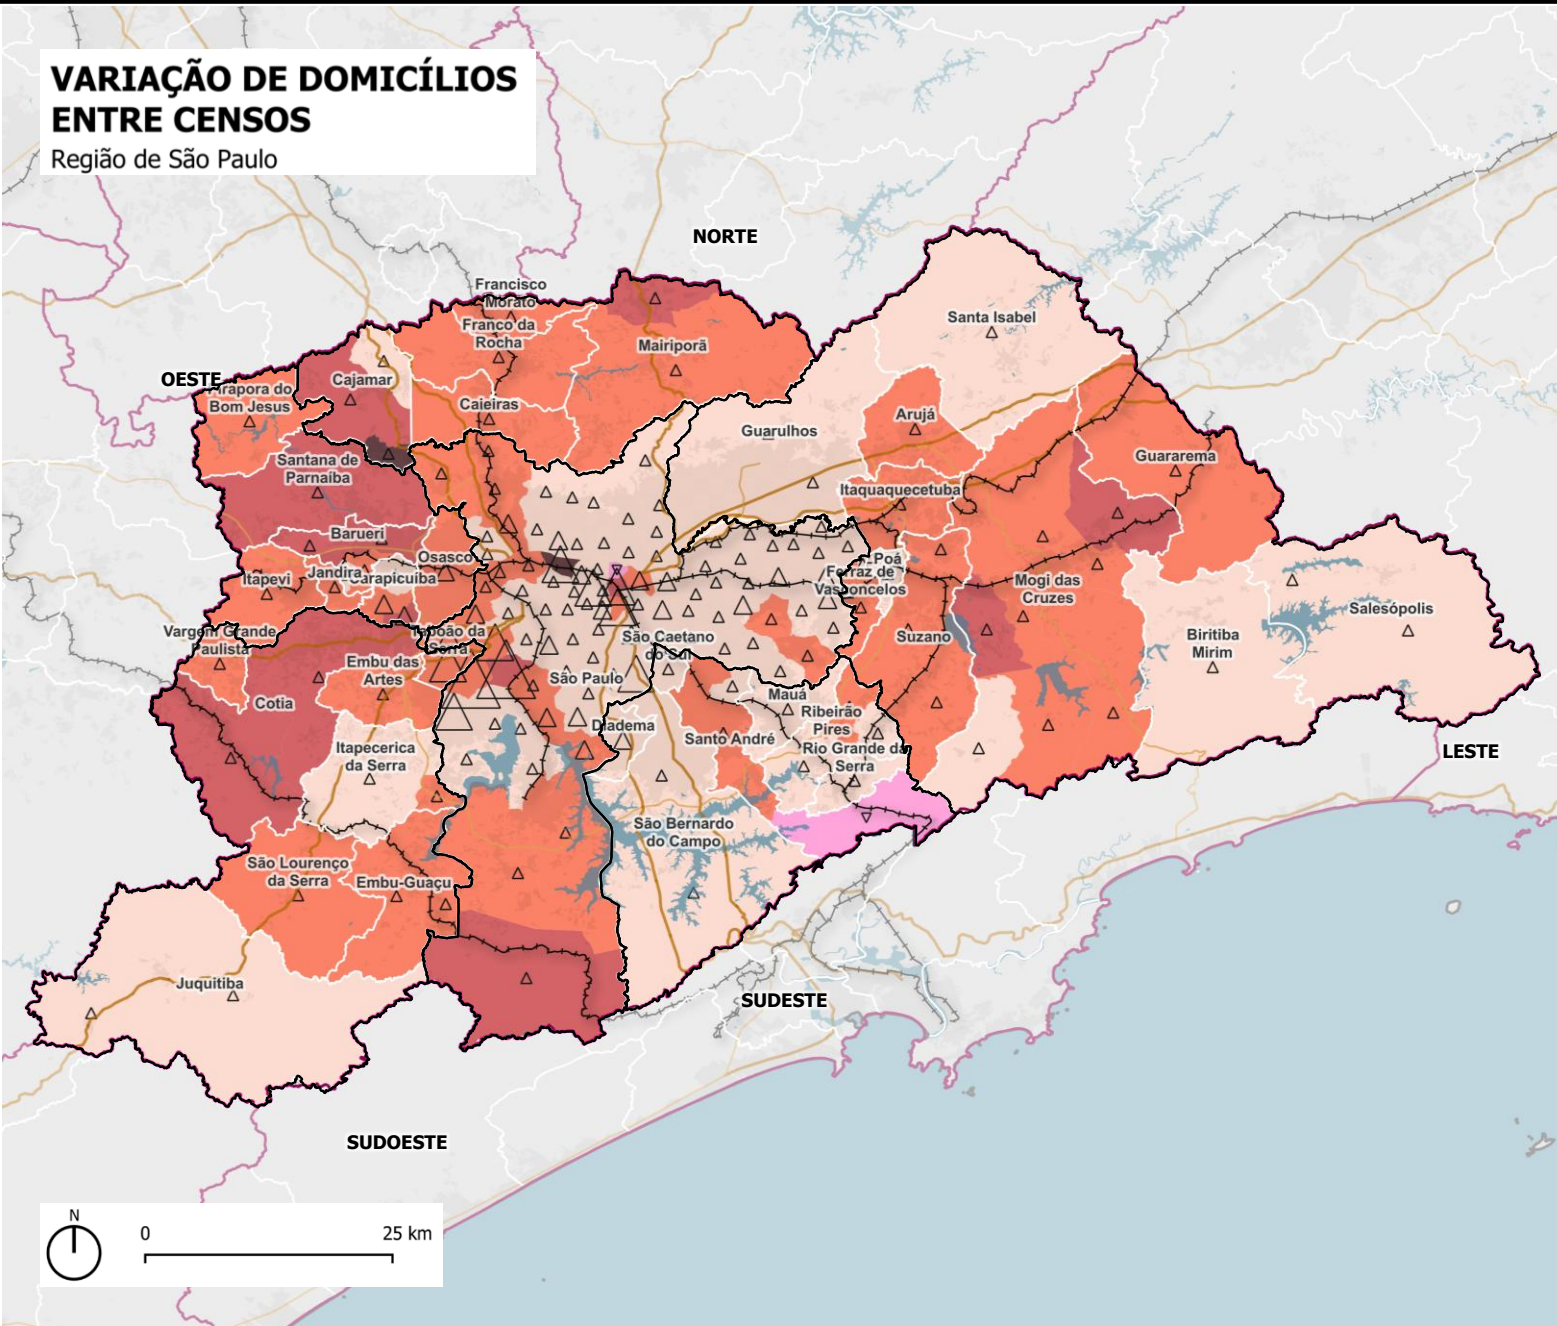 VARIAÇÃO DE DOMICÍLIOS
ENTRE CENSOS
Região de São Paulo
NORTE
Francisco
Morato
Franco da
Rocha
Santa Isabel
Mairiporã
OESTE
Cajamar
Bom Jesus
Caieiras
Arujá
Guarulhos
Santana de
Parnaíba
Guararema
Itaquaquecetuba
Barueri
Osasco
Itapevi
Jandira
Carapicuíba
Poá
Ferraz de
Vasconcelos
Mogi das
Cruzes
Salesópolis
Vargem Grande
Paulista
Taboão da
Serra
São Caetano
do Sul
Suzano
Biritiba
Mirim
Embu das
Artes
São Paulo
Cotia
Mauá
Ribeirão
Pires
Diadema
Santo André
Itapecerica
da Serra
Rio Grande da
Serra
LESTE
São Bernardo
do Campo
São Lourenço
da Serra
Embu-Guaçu
Juquitiba
SUDESTE
SUDOESTE
N
0
25 km